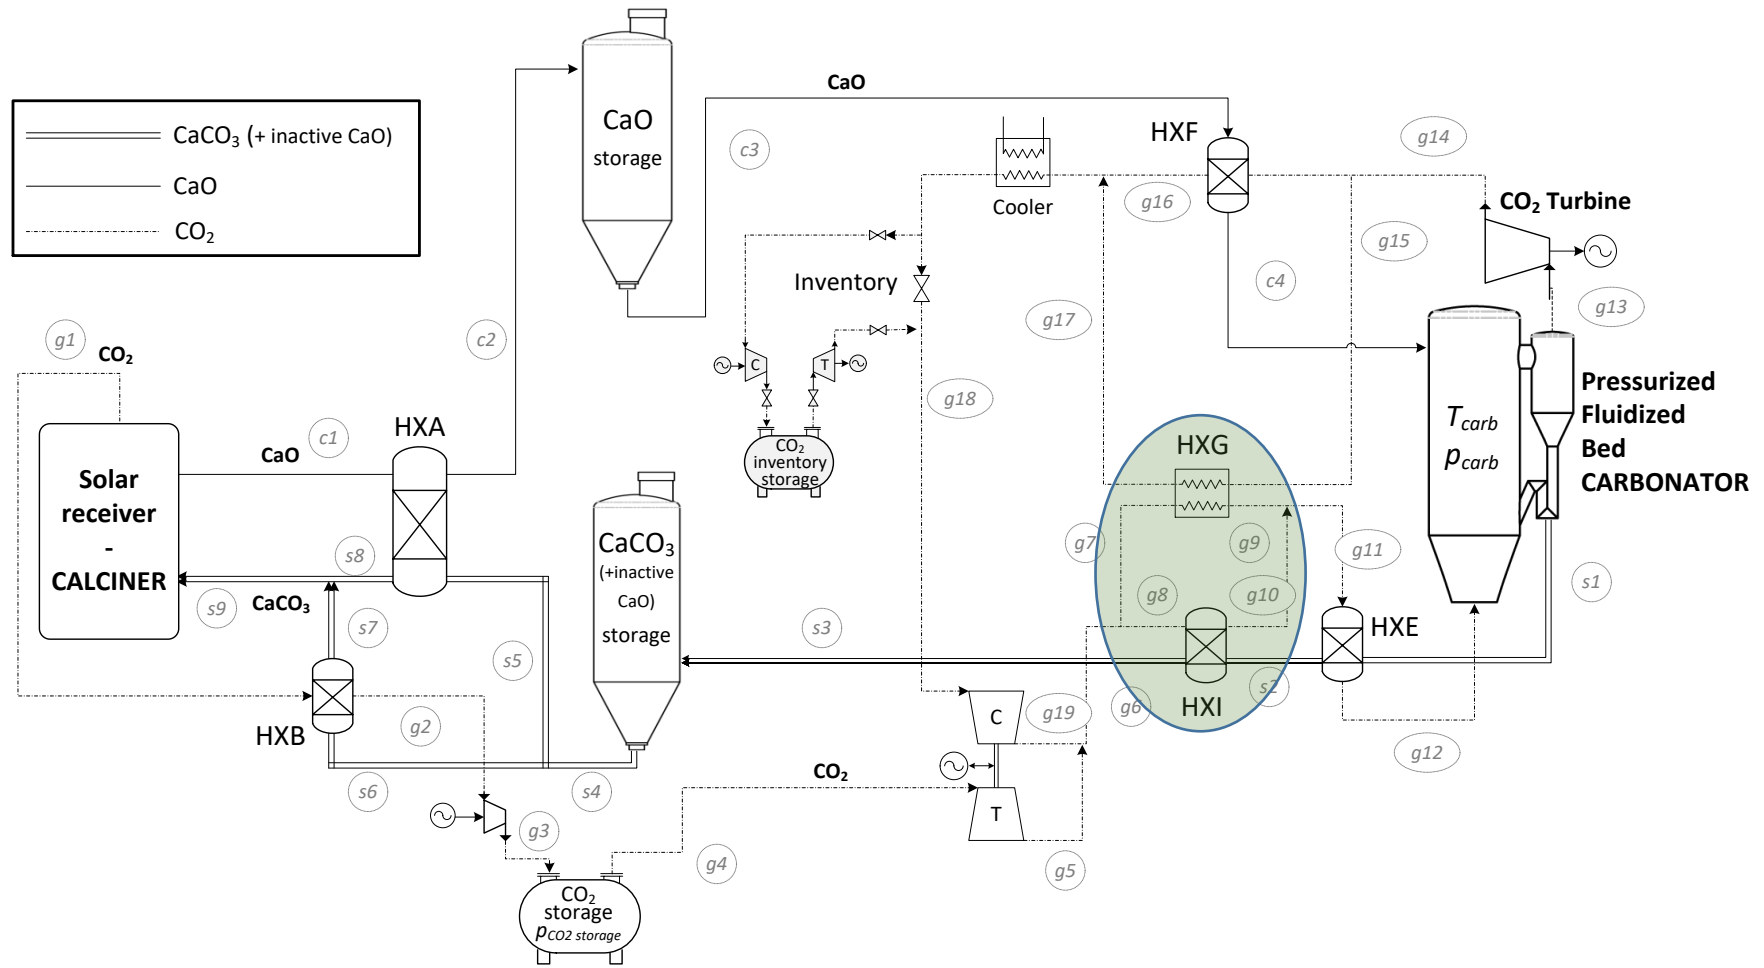 CaCO₃ (+ inactive CaO)
CaO
CO₂
CaO
storage
c3
CaO
HXF
g14
Cooler
g16
CO₂ Turbine
g15
c4
g13
Inventory
g17
g18
C
T
CO₂
inventory
storage
g1
CO₂
c2
c1
HXA
CaO
Solar
receiver
-
CALCINER
s8
s9
CaCO₃
s7
s5
HXB
g2
s6
s4
CaCO₃
(+inactive
CaO)
storage
s3
HXG
g7
g9
g11
g8
g10
HXE
s1
s2
g6
HXI
g12
T carb
p carb
Pressurized
Fluidized
Bed
CARBONATOR
g19
C
T
CO₂
g5
g4
g3
CO₂
storage
p CO2 storage